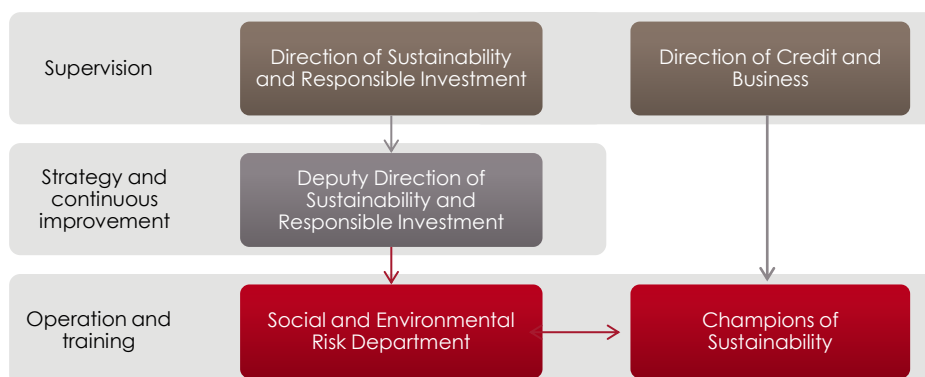 Supervision
Direction of Sustainability
and Responsible Investment
Direction of Credit and
Business
Strategy and
continuous
improvement
Deputy Direction of
Sustainability and
Responsible Investment
Operation and
training
Social and Environmental
Risk Department
Champions of
Sustainability